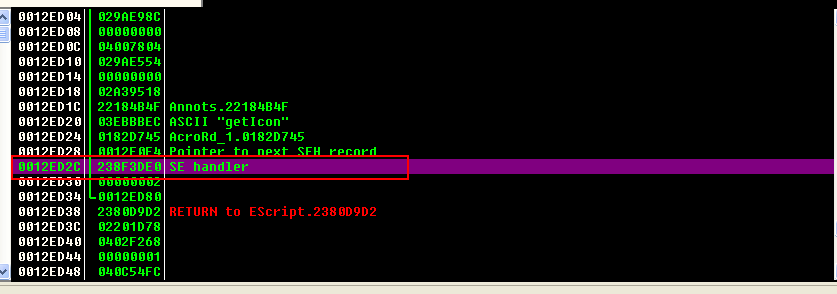 0012ED04 029AE98C
0012ED08 00000000
0012ED0C 04007804
0012ED10 029AE554
0012ED14 00000000
0012ED18 02A39518
0012ED1C 22184B4F Annots.22184B4F
0012ED20 03EBBBEC ASCII "getIcon"
0012ED24 0182D745 AcroRd_1.0182D745
0012ED28 0012E0E4 Pointer to next SEH record
0012ED2C 238F3DE0 SE handler
0012ED30 00000002
0012ED34 0012ED80
0012ED38 2380D9D2 RETURN to EScript.2380D9D2
0012ED3C 02201D78
0012ED40 0402F268
0012ED44 00000001
0012ED48 040C54FC